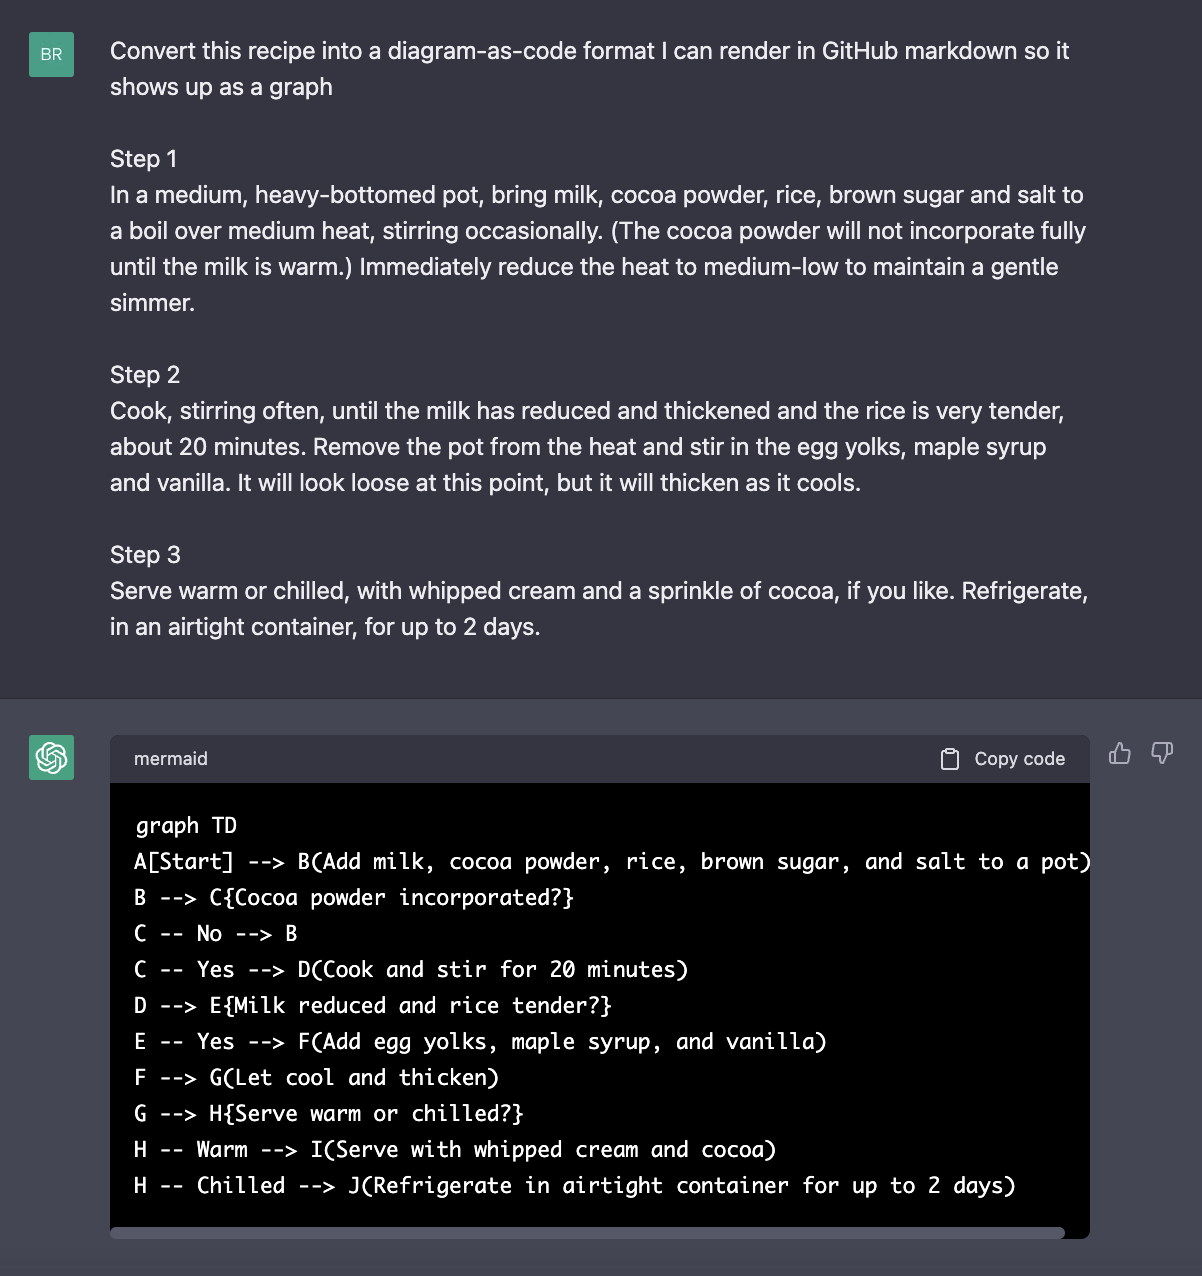 BR
Convert this recipe into a diagram-as-code format I can render in GitHub markdown so it
shows up as a graph
Step 1
In a medium, heavy-bottomed pot, bring milk, cocoa powder, rice, brown sugar and salt to
a boil over medium heat, stirring occasionally. (The cocoa powder will not incorporate fully
until the milk is warm.) Immediately reduce the heat to medium-low to maintain a gentle
simmer.
Step 2
Cook, stirring often, until the milk has reduced and thickened and the rice is very tender,
about 20 minutes. Remove the pot from the heat and stir in the egg yolks, maple syrup
and vanilla. It will look loose at this point, but it will thicken as it cools.
Step 3
Serve warm or chilled, with whipped cream and a sprinkle of cocoa, if you like. Refrigerate,
in an airtight container, for up to 2 days.
mermaid
Copy code
graph TD
A[Start] --> B(Add milk, cocoa powder, rice, brown sugar, and salt to a pot)
B --> C{Cocoa powder incorporated?}
C -- No --> B
C -- Yes --> D(Cook and stir for 20 minutes)
D --> E{Milk reduced and rice tender?}
E -- Yes --> F(Add egg yolks, maple syrup, and vanilla)
F --> G(Let cool and thicken)
G --> H{Serve warm or chilled?}
H -- Warm --> I(Serve with whipped cream and cocoa)
H -- Chilled --> J(Refrigerate in airtight container for up to 2 days)